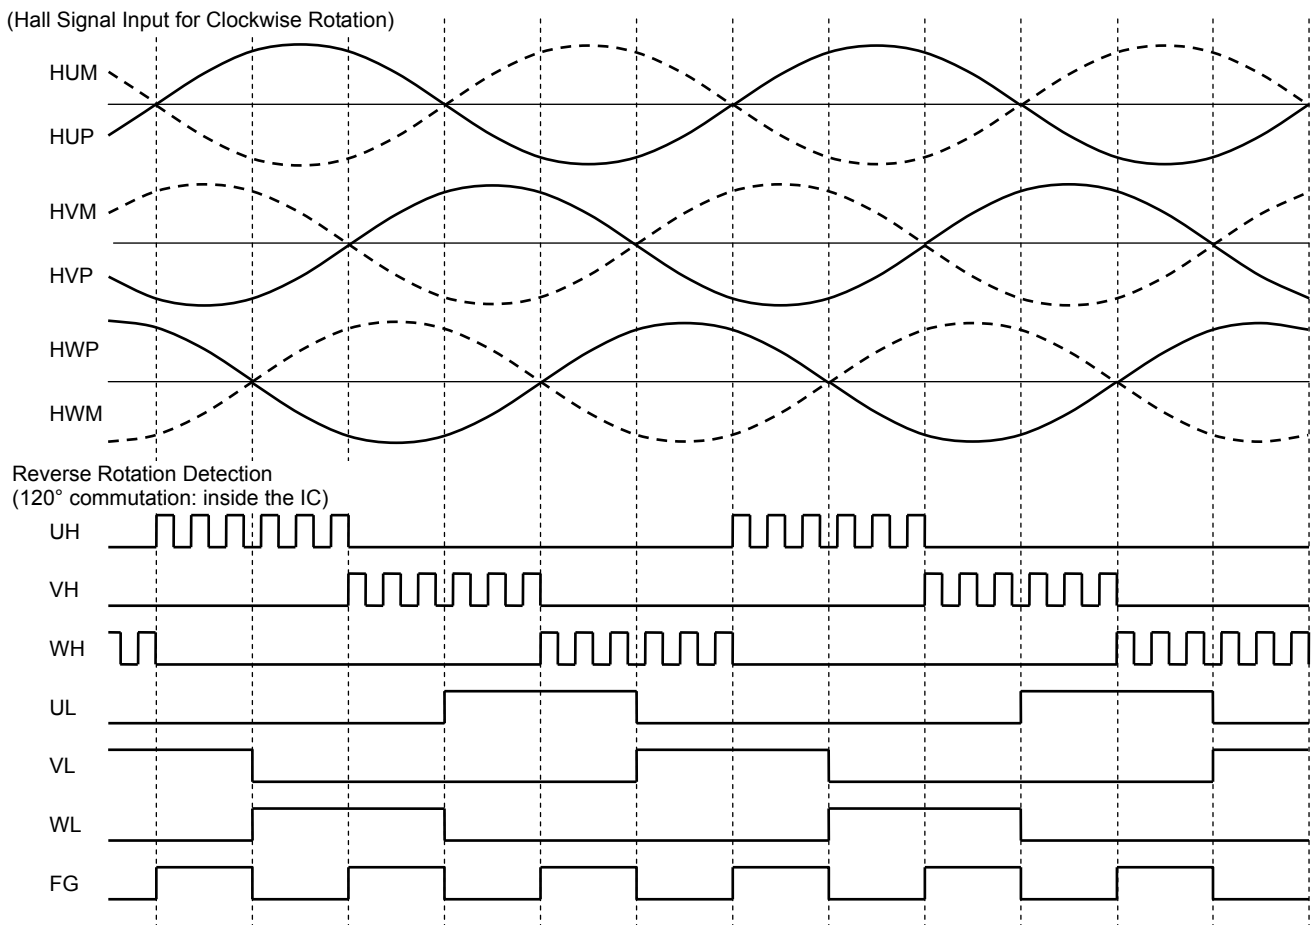 (Hall Signal Input for Clockwise Rotation)
HUM
HUP
HVM
HVP
HWP
HWM
Reverse Rotation Detection
(120° commutation: inside the IC)
UH
VH
WH
UL
VL
WL
FG